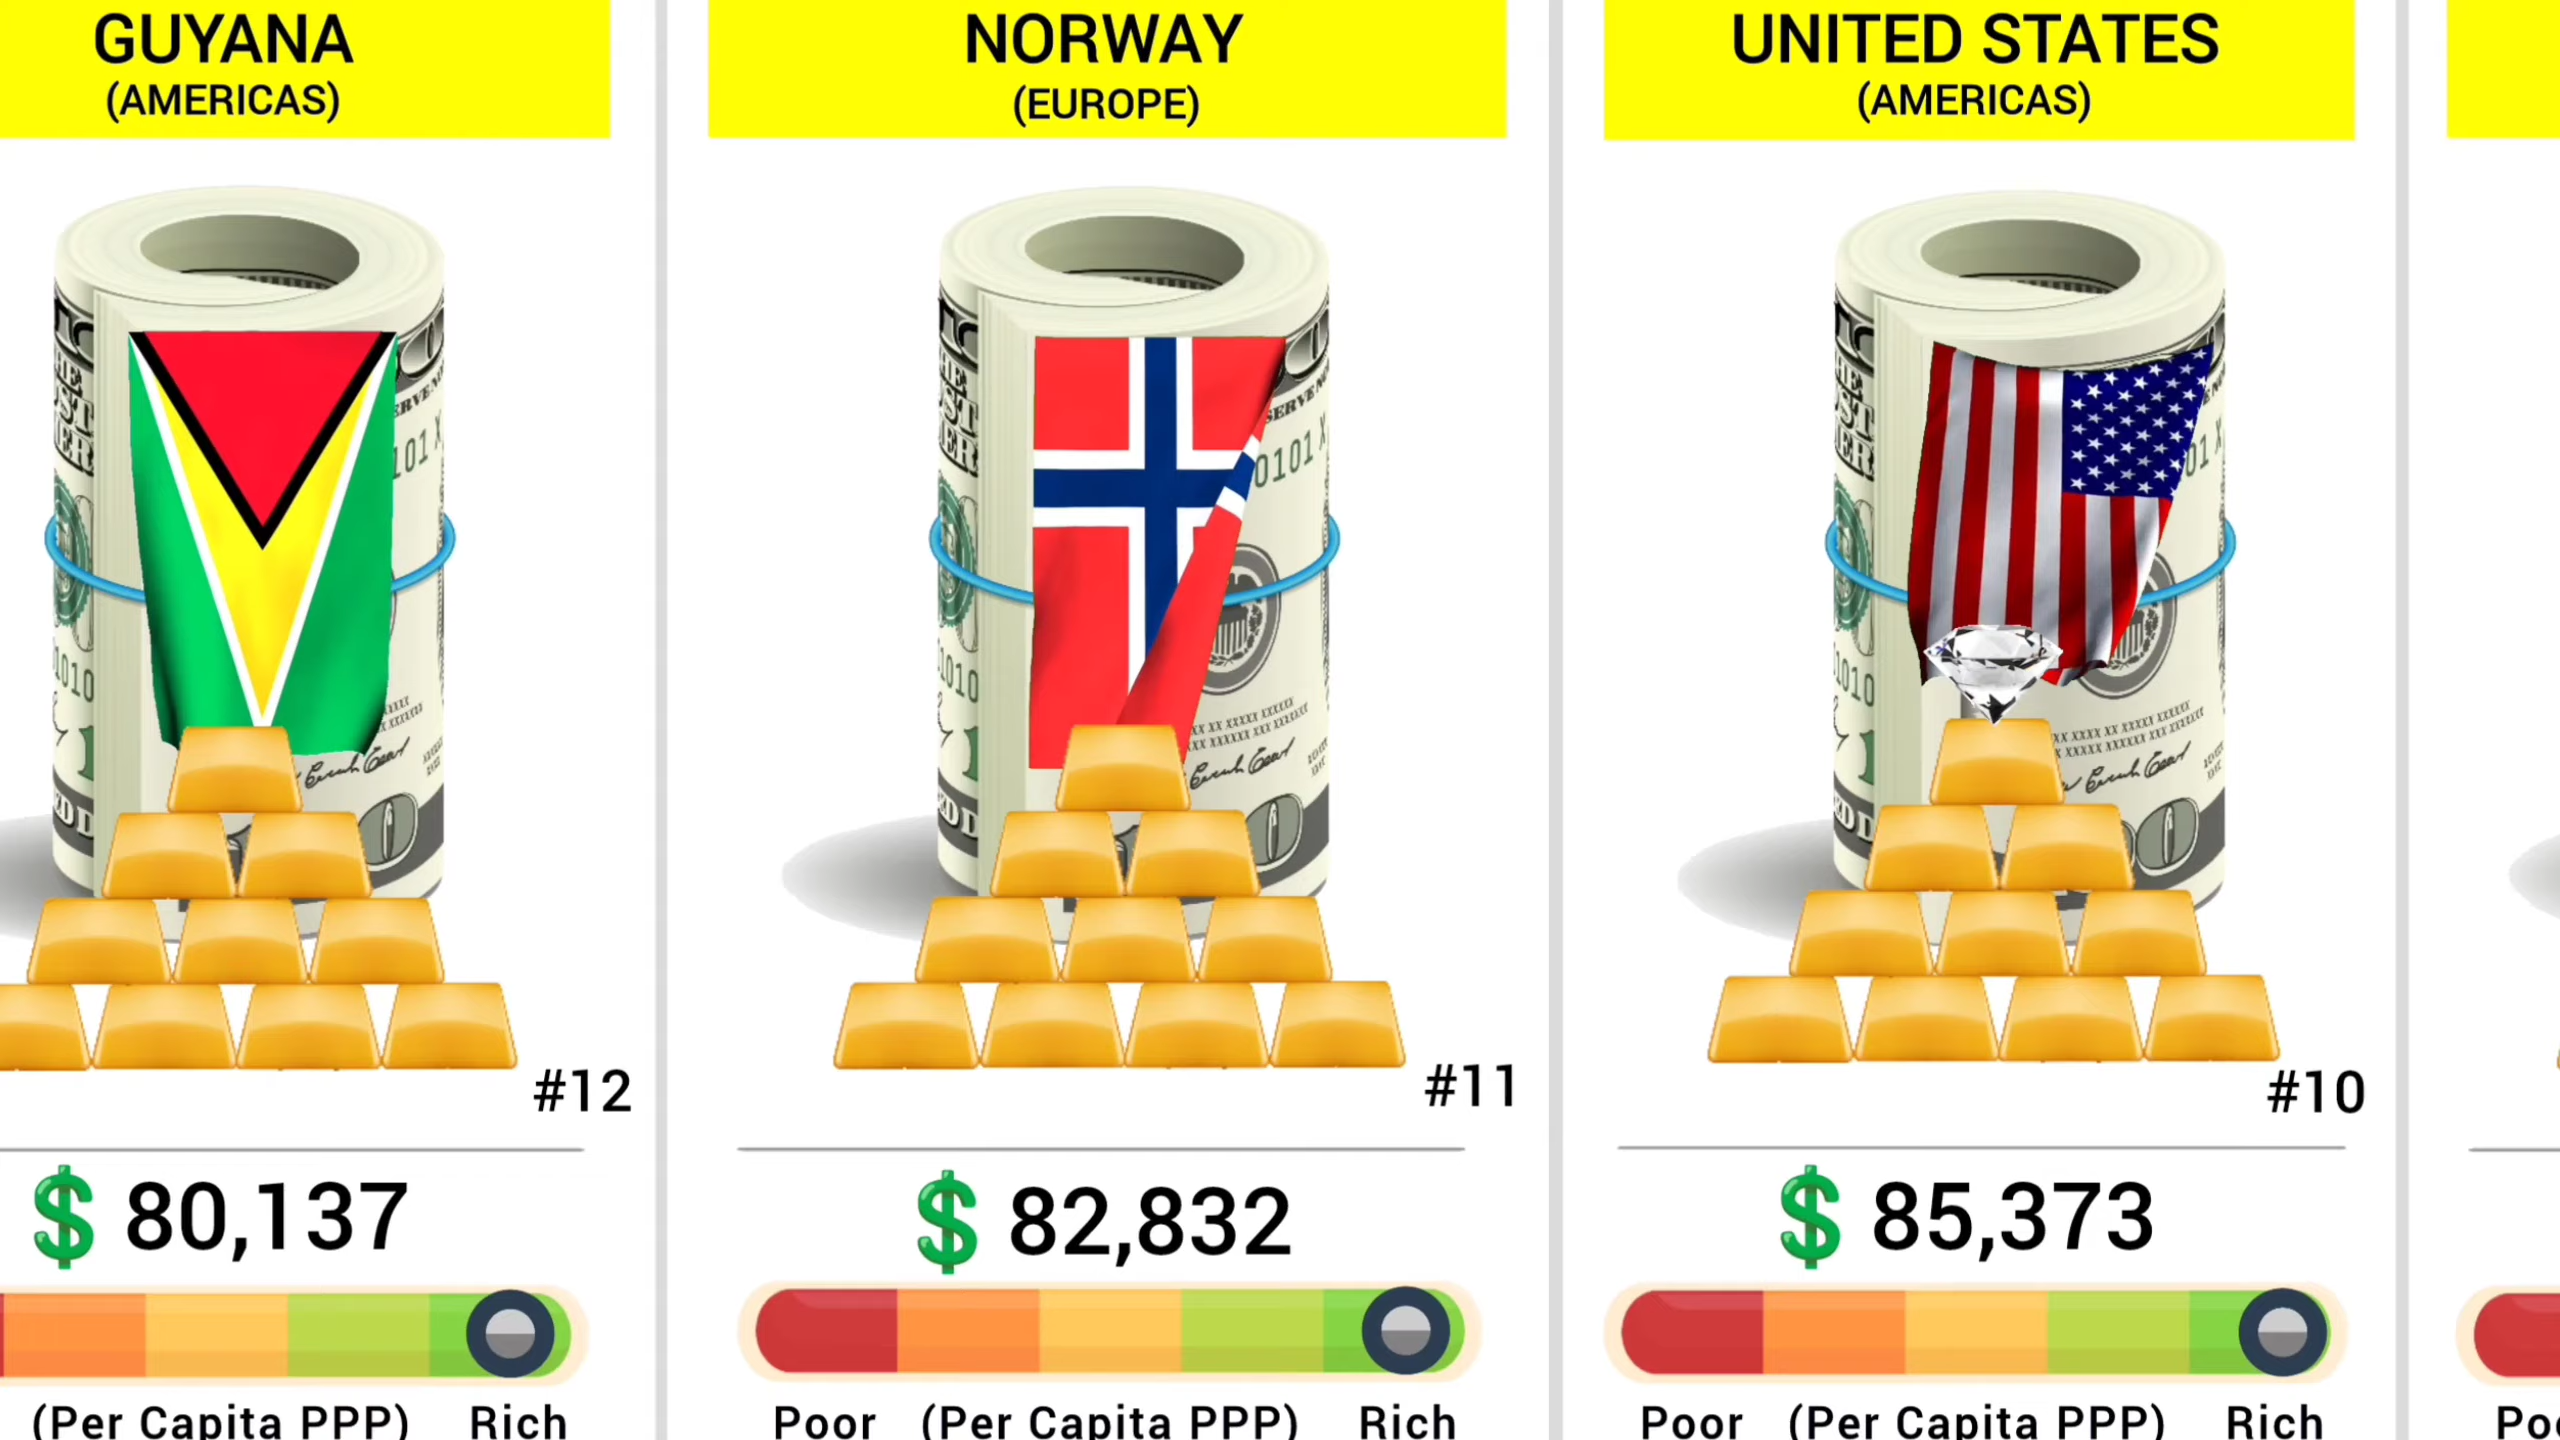 GUYANA
(AMERICAS)
#12
$ 80,137
(Per Capita PPP) Rich
NORWAY
(EUROPE)
#11
$ 82,832
Poor (Per Capita PPP) Rich
UNITED STATES
(AMERICAS)
#10
$ 85,373
Poor (Per Capita PPP) Rich